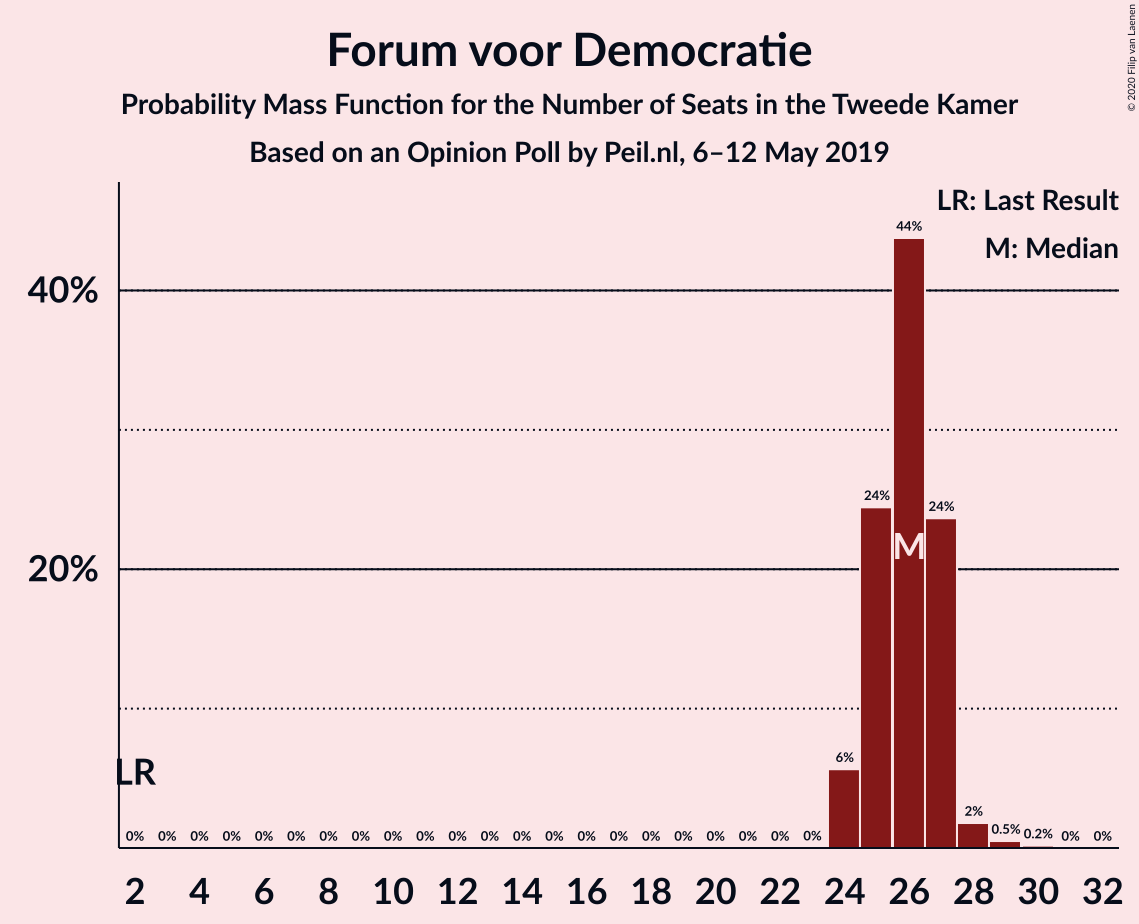 Forum voor Democratie
Probability Mass Function for the Number of Seats in the Tweede Kamer
Based on an Opinion Poll by Peil.nl, 6–12 May 2019
© 2020 Filip van Laenen
LR: Last Result
M: Median
44%
40%
24% 24%
M
20%
6%
LR
2%
0% 0% 0% 0% 0% 0% 0% 0% 0% 0% 0% 0% 0% 0% 0% 0% 0% 0% 0% 0% 0% 0% 0.5% 0.2% 0% 0%
2 4 6 8 10 12 14 16 18 20 22 24 26 28 30 32